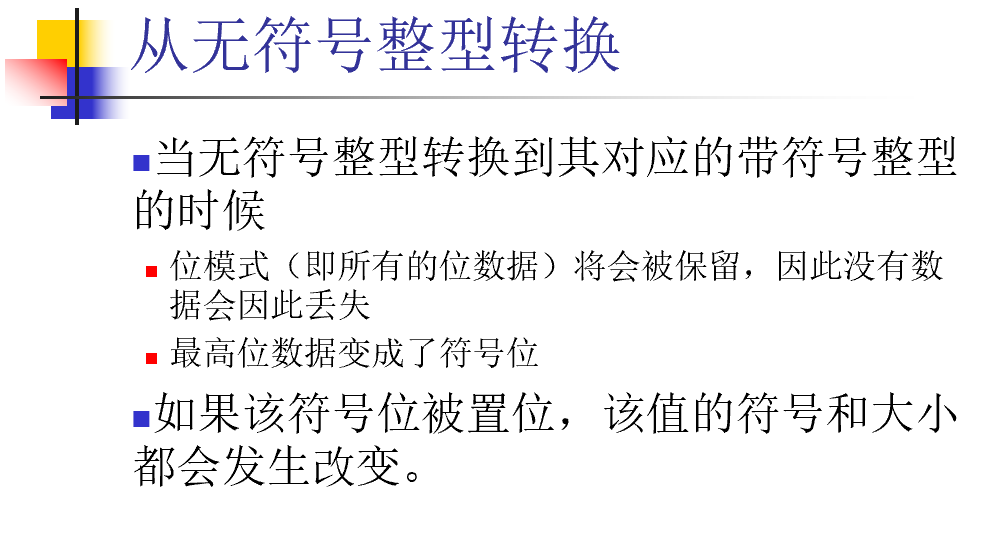 从无符号整型转换
当无符号整型转换到其对应的带符号整型
的时候
位模式（即所有的位数据）将会被保留，因此没有数
据会因此丢失
最高位数据变成了符号位
如果该符号位被置位，该值的符号和大小
都会发生改变。